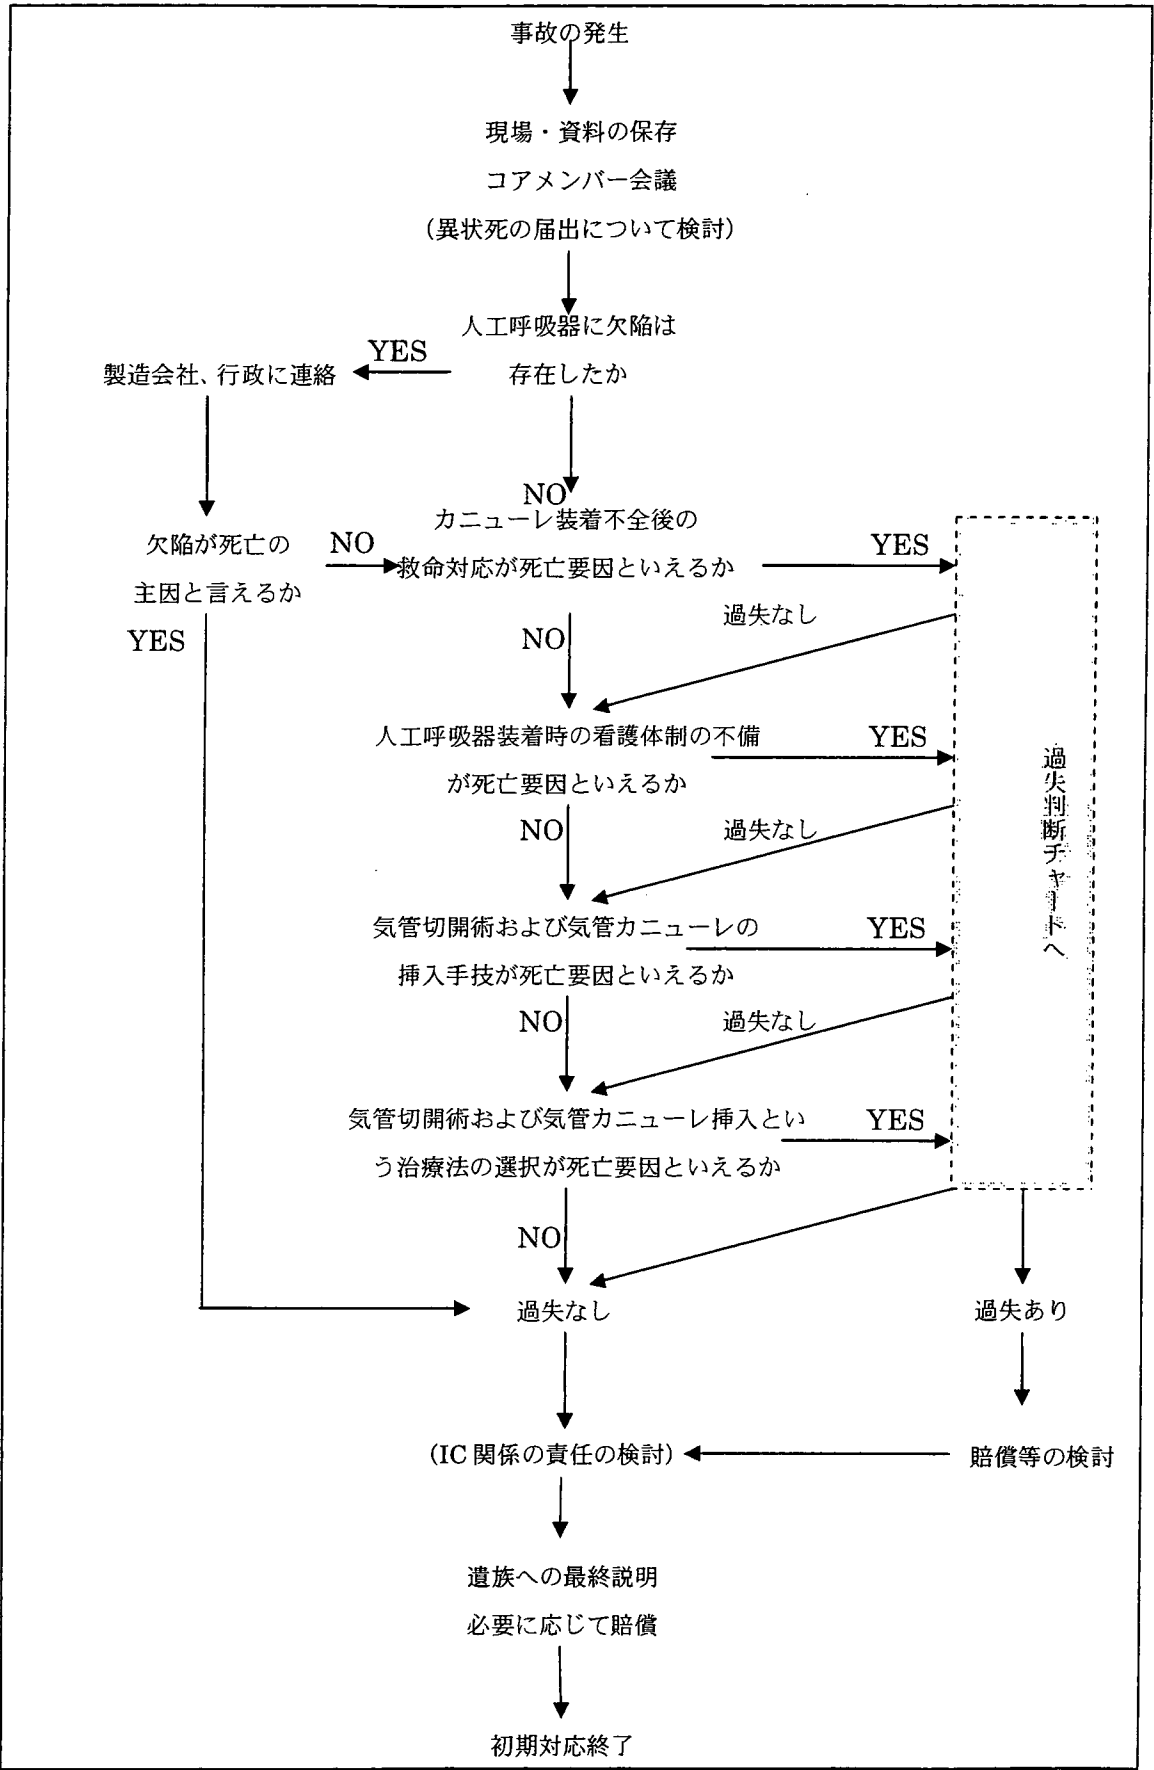 事故の発生
現場・資料の保存
コアメンバー会議
（異状死の届出について検討）
人工呼吸器に欠陥は
存在したか
YES
製造会社、行政に連絡
NO
カニューレ装着不全後の
救命対応が死亡要因といえるか
YES
欠陥が死亡の
主因と言えるか
NO
YES
過失なし
NO
人工呼吸器装着時の看護体制の不備
が死亡要因といえるか
YES
過失判断チャートへ
NO
過失なし
気管切開術および気管カニューレの
挿入手技が死亡要因といえるか
YES
NO
過失なし
気管切開術および気管カニューレ挿入とい
う治療法の選択が死亡要因といえるか
YES
NO
過失なし
過失あり
（IC 関係の責任の検討）
賠償等の検討
遺族への最終説明
必要に応じて賠償
初期対応終了